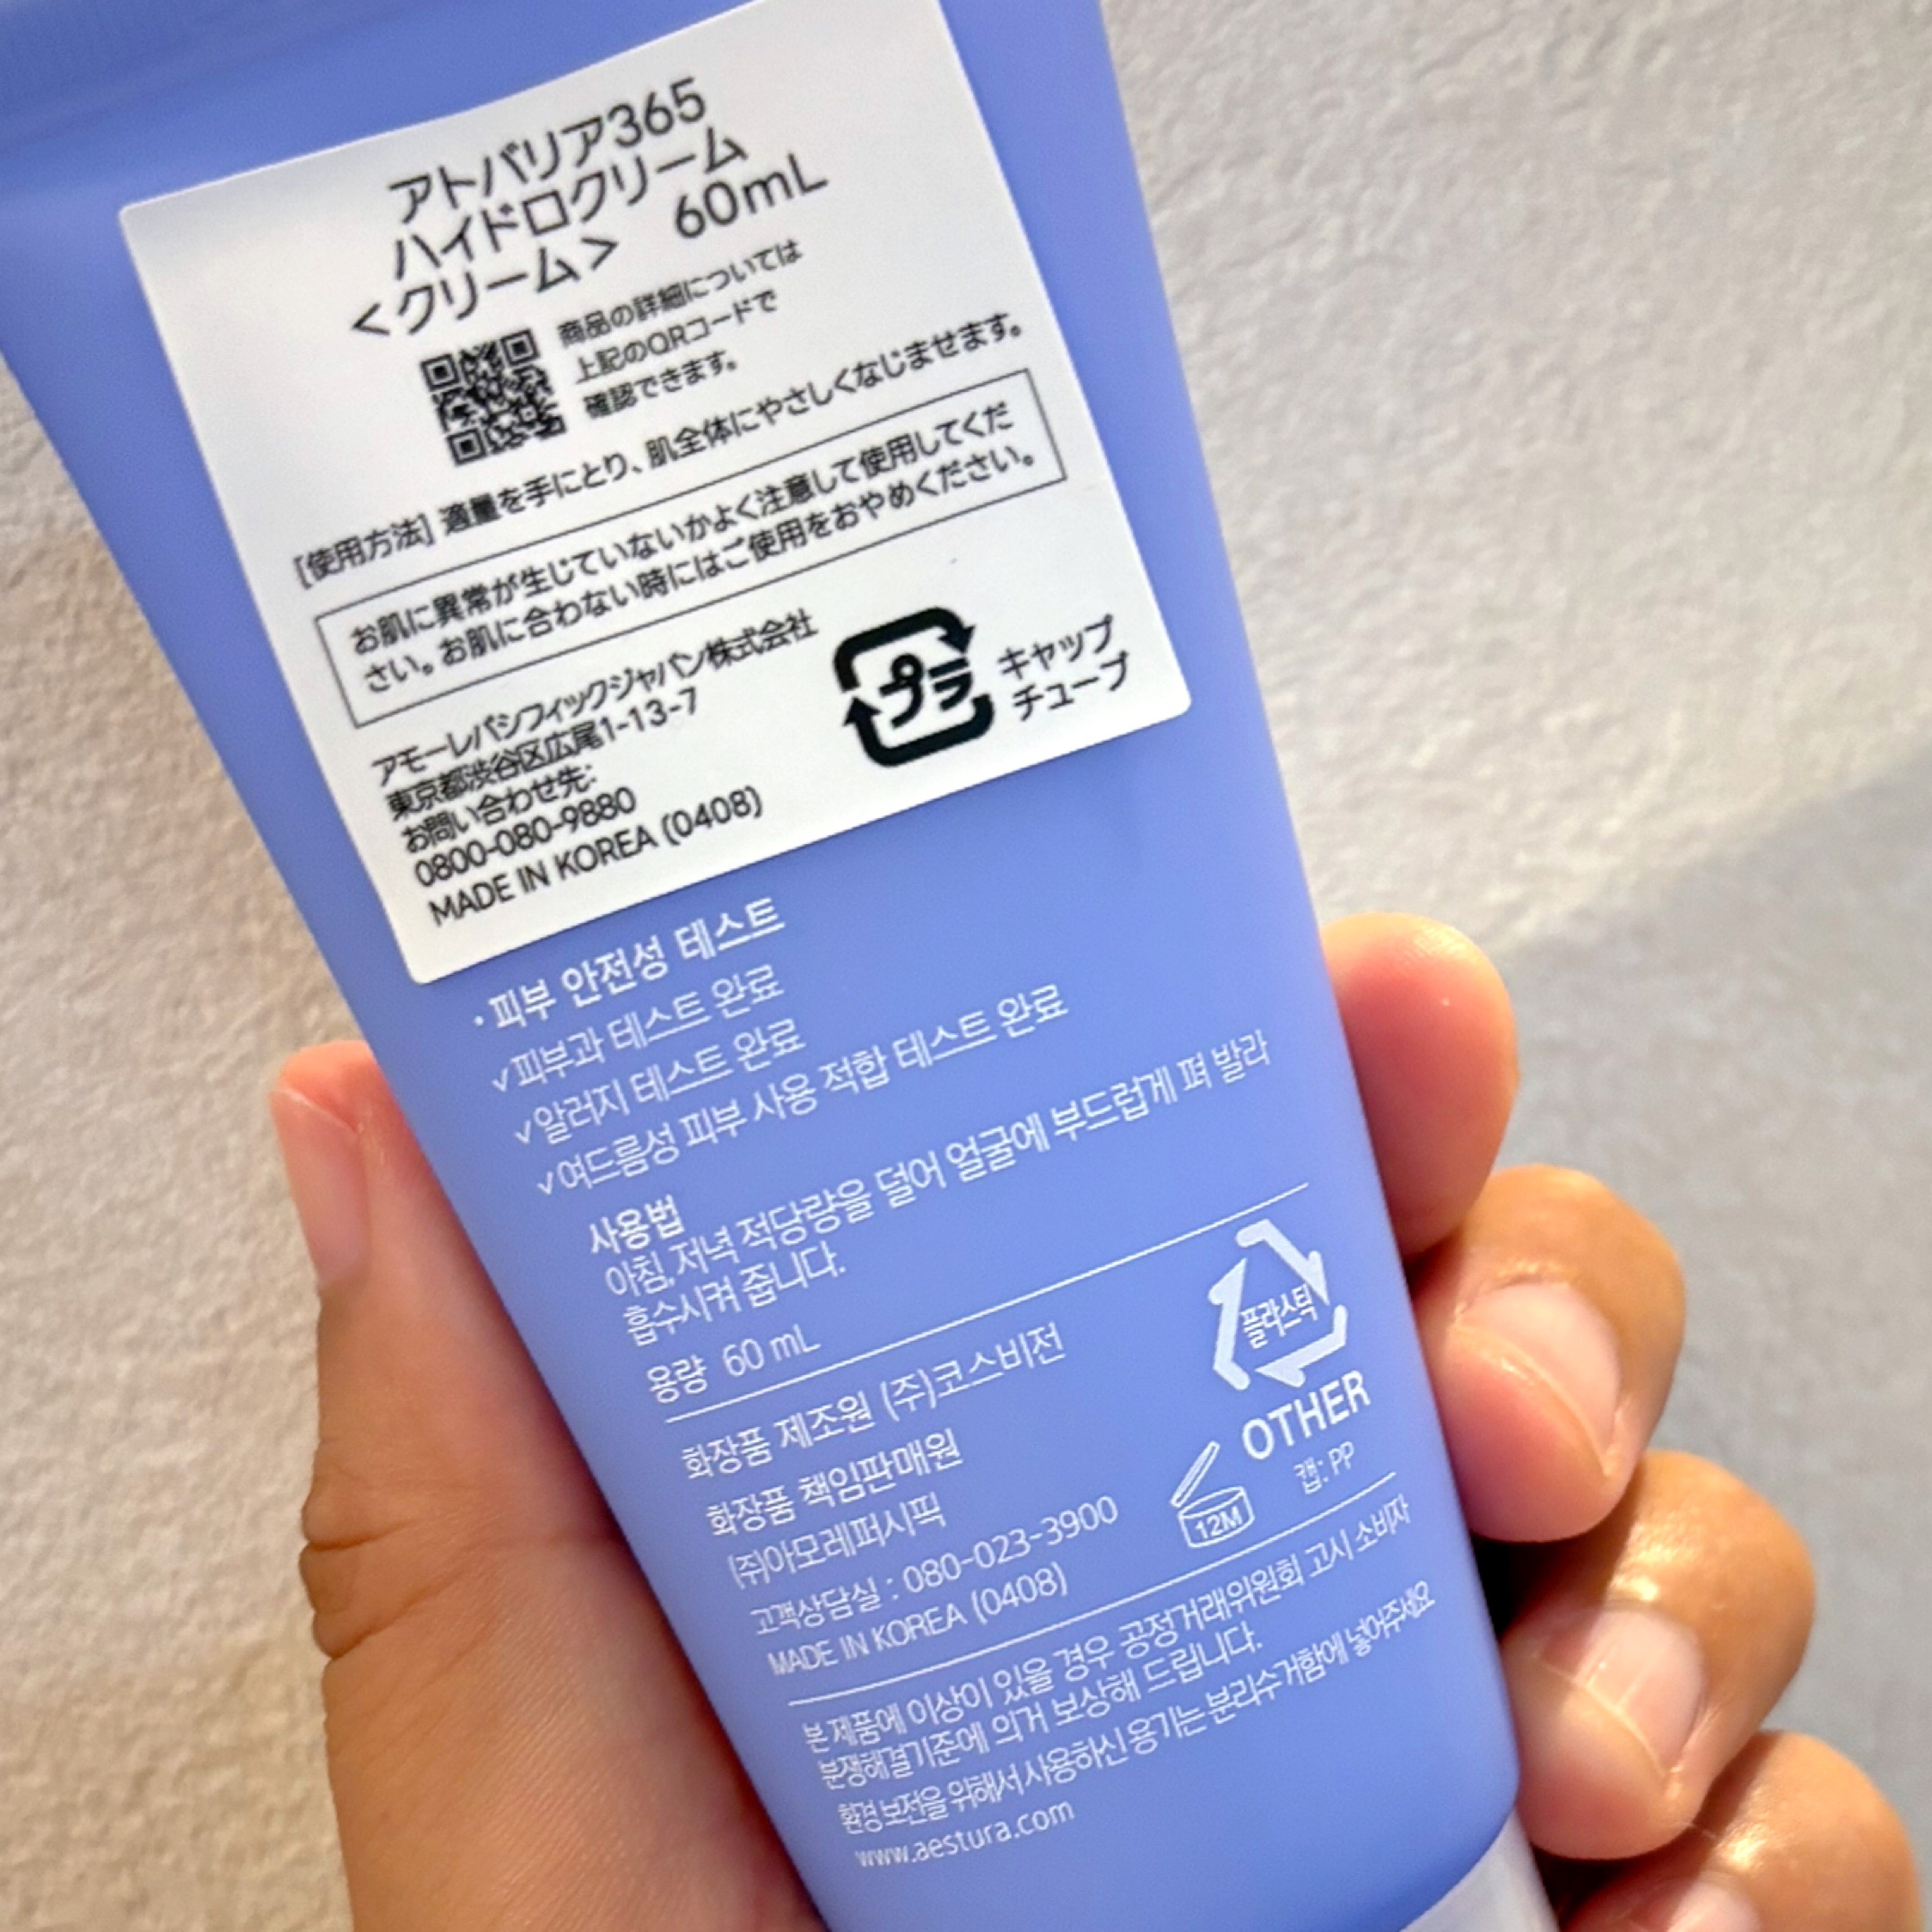 アトバリア365
ハイドロクリーム
<クリーム> 60mL
商品の詳細については
上記のQRコードで
確認できます。
[使用方法] 適量を手にとり、肌全体にやさしくなじませます。
お肌に異常が生じていないかよく注意して使用してくだ
さい。お肌に合わない時にはご使用をおやめください。
アモーレパシフィックジャパン株式会社
東京都渋谷区広尾1-13-7
お問い合わせ先:
0800-080-9880
MADE IN KOREA (0408)
プラ
キャップ
チューブ
· 피부 안전성 테스트
✓피부과 테스트 완료
✓알러지 테스트 완료
✓여드름성 피부 사용 적합 테스트 완료
사용법
아침, 저녁 적당량을 덜어 얼굴에 부드럽게 펴 발라
흡수시켜 줍니다.
용량 60 mL
화장품 제조원 (주)코스비전
화장품 책임판매원
(주)아모레퍼시픽
고객상담실 : 080-023-3900
MADE IN KOREA (0408)
플라스틱
OTHER
캡: PP
12M
본 제품에 이상이 있을 경우 공정거래위원회 고시 소비자
분쟁해결기준에 의거 보상해 드립니다.
환경 보전을 위해서 사용하신 용기는 분리수거함에 넣어주세요
www.aestura.com